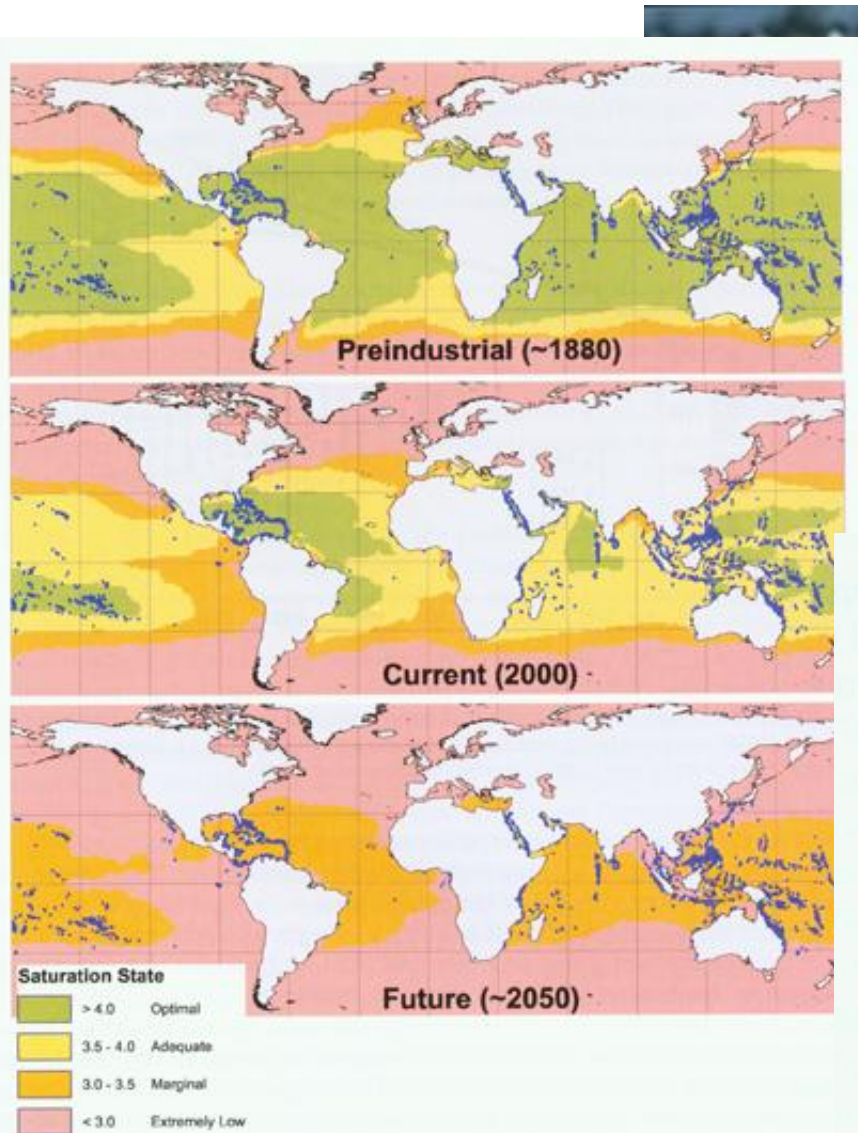 Preindustrial (~1880)
Current (2000)
Future (~2050)
Saturation State
> 4.0 Optimal
3.5 - 4.0 Adequate
3.0 - 3.5 Marginal
< 3.0 Extremely Low